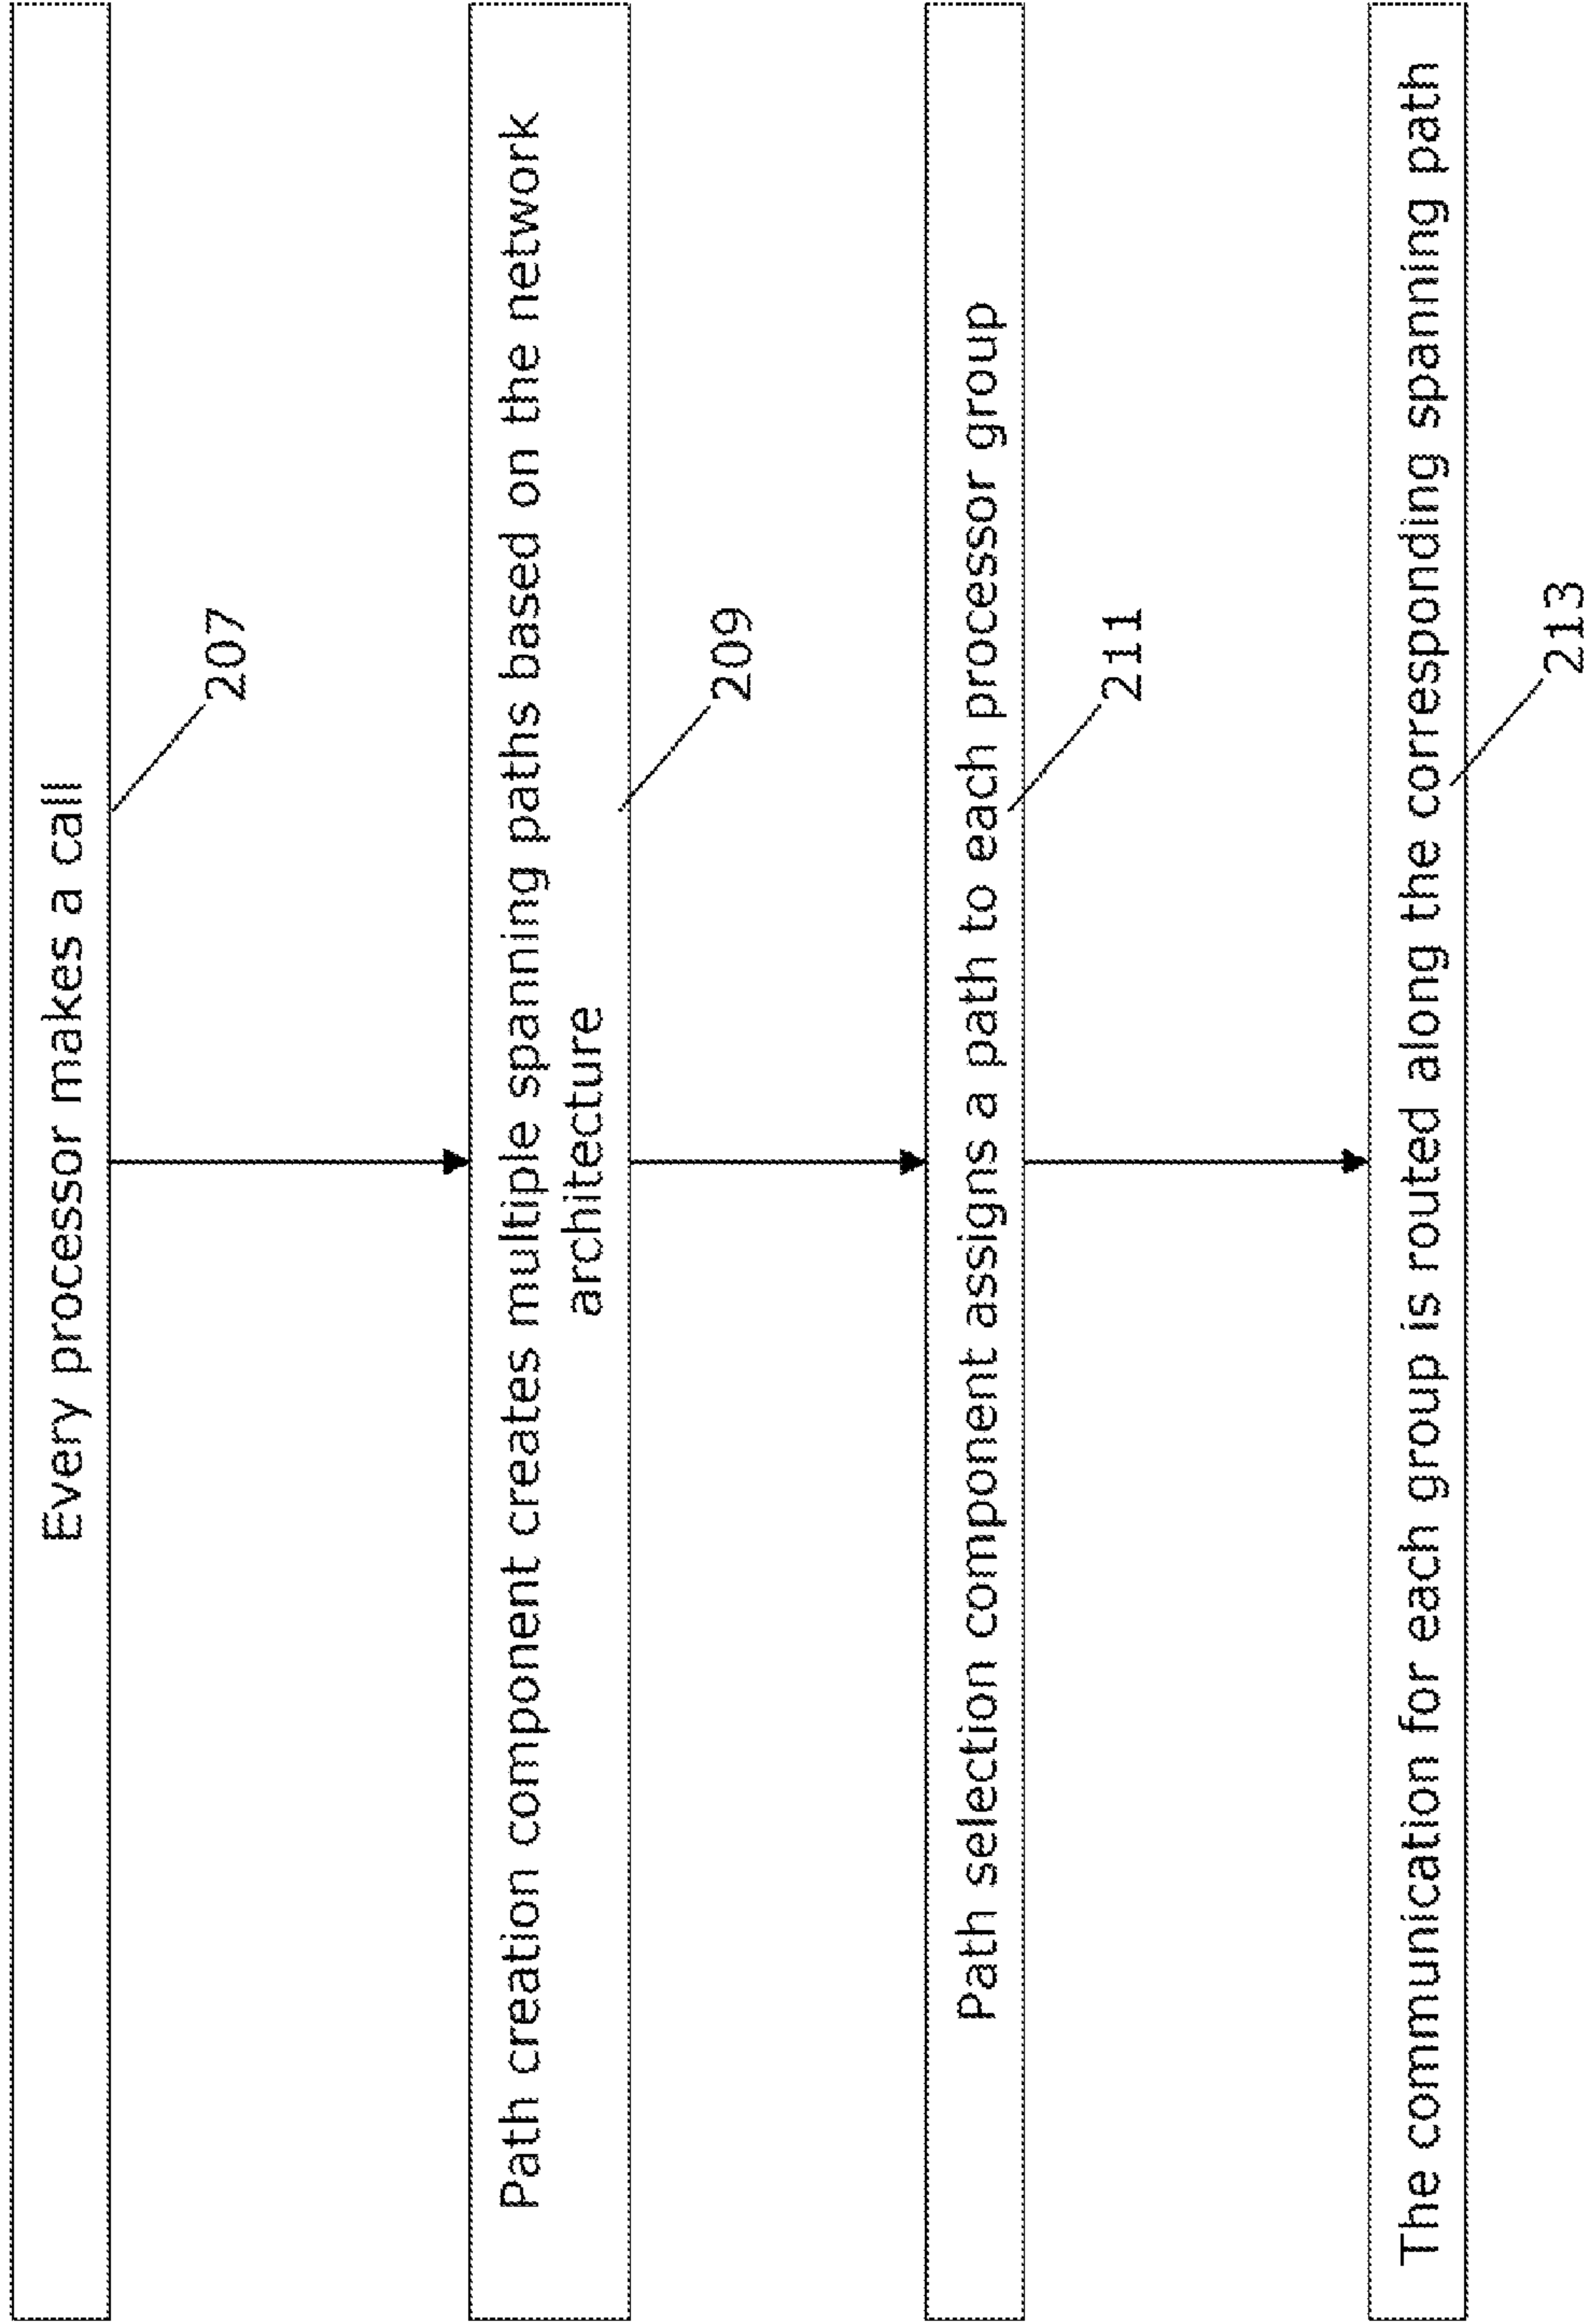 Every processor makes a call
207
Path creation component creates multiple spanning paths based on the network
architecture
209
Path selection component assigns a path to each processor group
211
The communication for each group is routed along the corresponding spanning path
213